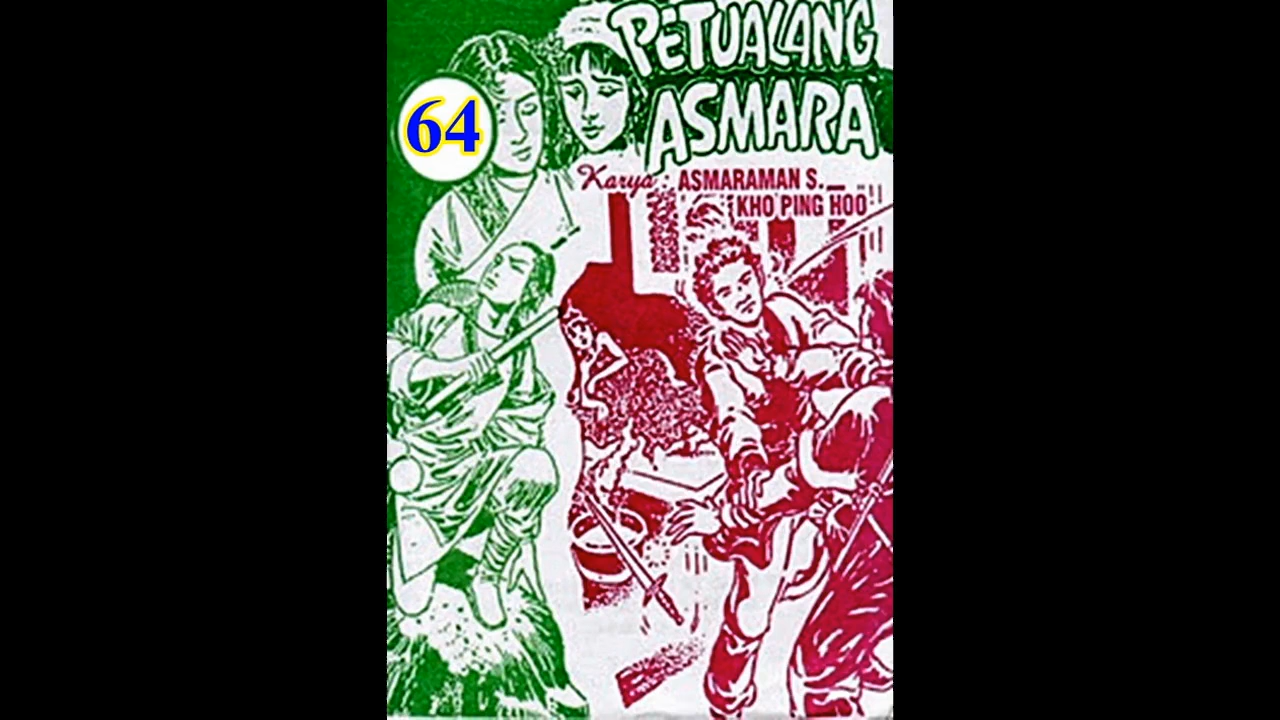 PETUALANG
ASMARA
64
Karya : ASMARAMAN S.
KHO PING HOO